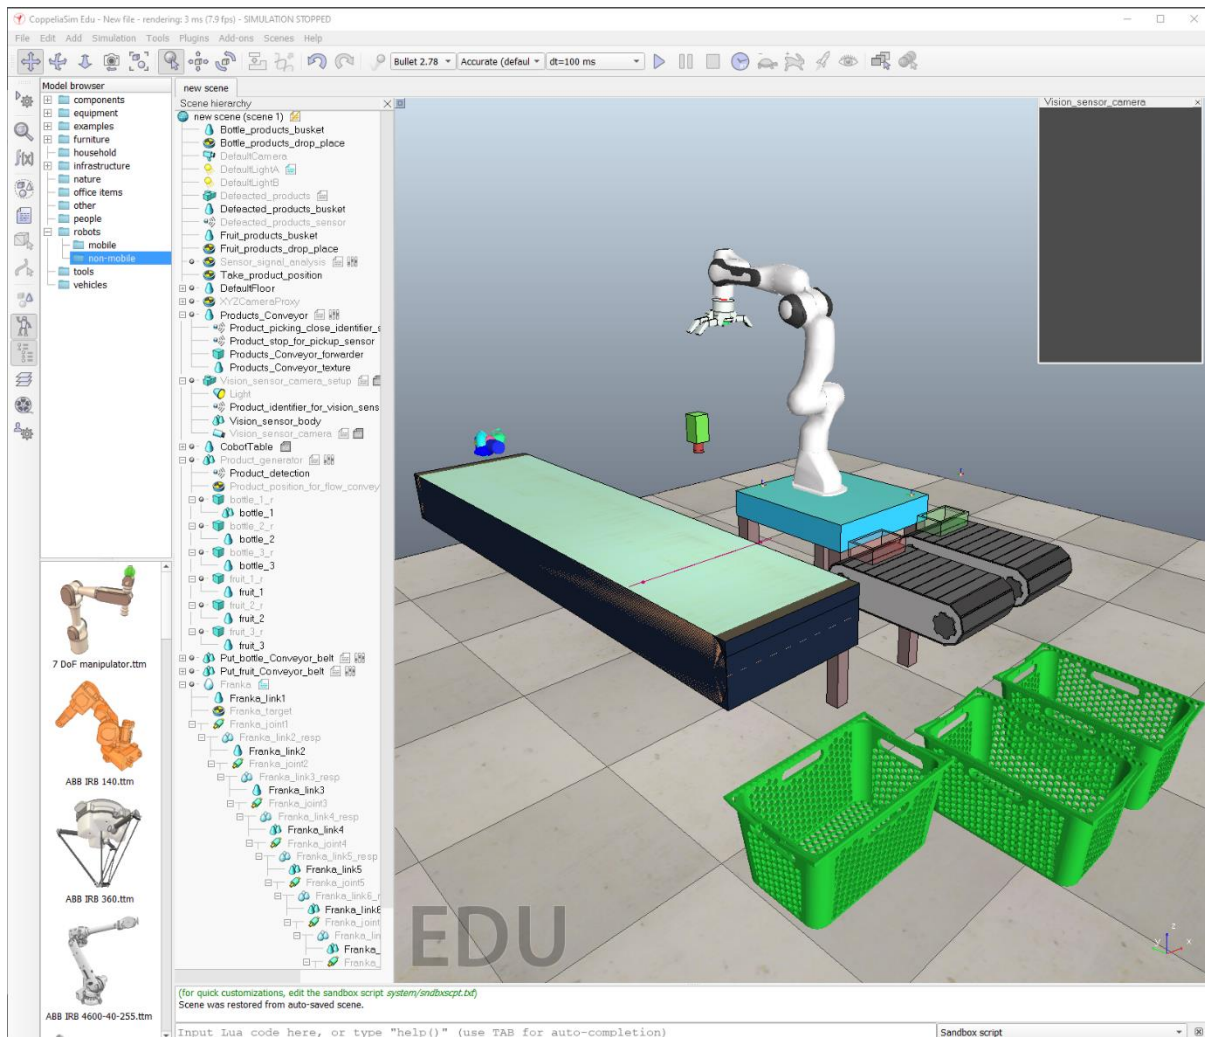 CoppeliaSim Edu - New file - rendering: 3 ms (7.9 fps) - SIMULATION STOPPED
File Edit Add Simulation Tools Plugins Add-ons Scenes Help
Bullet 2.78 Accurate (defaul dt=100 ms
Model browser
components
equipment
examples
furniture
household
infrastructure
nature
office items
other
people
robots
mobile
non-mobile
tools
vehicles
7 DoF manipulator.ttm
ABB IRB 140.ttm
ABB IRB 360.ttm
ABB IRB 4600-40-255.ttm
new scene
Scene hierarchy
new scene (scene 1)
Bottle_products_busket
Bottle_products_drop_place
DefaultCamera
DefaultLightA
DefaultLightB
Defeacted_products
Defeacted_products_busket
Defeacted_products_sensor
Fruit_products_busket
Fruit_products_drop_place
Sensor_signal_analysis
Take_product_position
DefaultFloor
XYZCameraProxy
Products_Conveyor
Product_picking_close_identifier_s
Product_stop_for_pickup_sensor
Products_Conveyor_forwarder
Products_Conveyor_texture
Vision_sensor_camera_setup
Light
Product_identifier_for_vision_sens
Vision_sensor_body
Vision_sensor_camera
CobotTable
Product_generator
Product_detection
Product_position_for_flow_convey
bottle_1_r
bottle_1
bottle_2_r
bottle_2
bottle_3_r
bottle_3
fruit_1_r
fruit_1
fruit_2_r
fruit_2
fruit_3_r
fruit_3
Put_bottle_Conveyor_belt
Put_fruit_Conveyor_belt
Franka
Franka_link1
Franka_target
Franka_joint1
Franka_link2_resp
Franka_link2
Franka_joint2
Franka_link3_resp
Franka_link3
Franka_joint3
Franka_link4_resp
Franka_link4
Franka_joint4
Franka_link5_resp
Franka_link5
Franka_joint5
Franka_link6_r
Franka_link6
Franka_joint
Franka_lin
Franka_
Franka_
Vision_sensor_camera
EDU
z
y
x
(for quick customizations, edit the sandbox script system/sndbxscpt.txt)
Scene was restored from auto-saved scene.
Input Lua code here, or type "help()" (use TAB for auto-completion)
Sandbox script